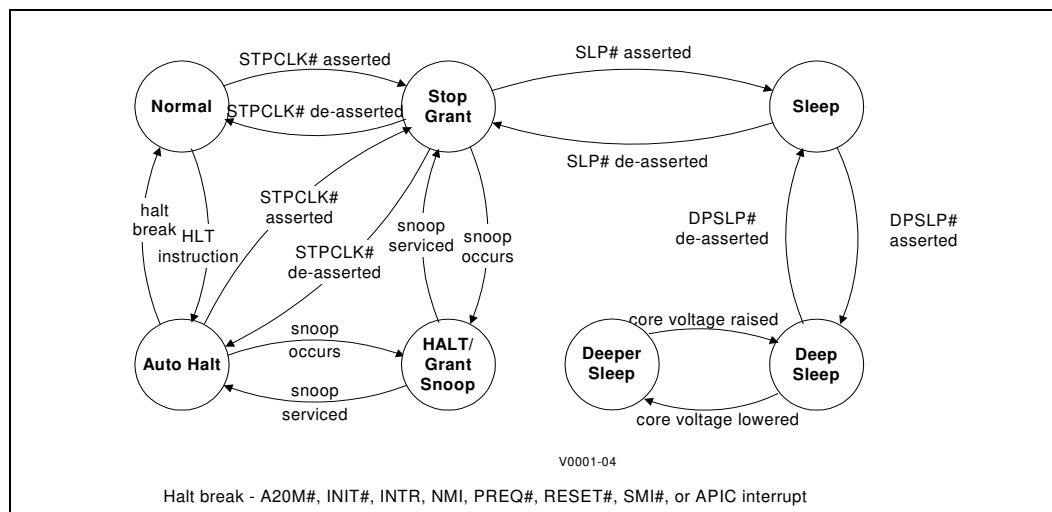 STPCLK# asserted
SLP# asserted
Normal
Stop
Grant
Sleep
STPCLK# de-asserted
SLP# de-asserted
halt
break
HLT
instruction
STPCLK#
asserted
STPCLK#
de-asserted
snoop
serviced
snoop
occurs
DPSLP#
de-asserted
DPSLP#
asserted
Auto Halt
snoop
occurs
snoop
serviced
HALT/
Grant
Snoop
core voltage raised
Deeper
Sleep
Deep
Sleep
core voltage lowered
V0001-04
Halt break - A20M#, INIT#, INTR, NMI, PREQ#, RESET#, SMI#, or APIC interrupt